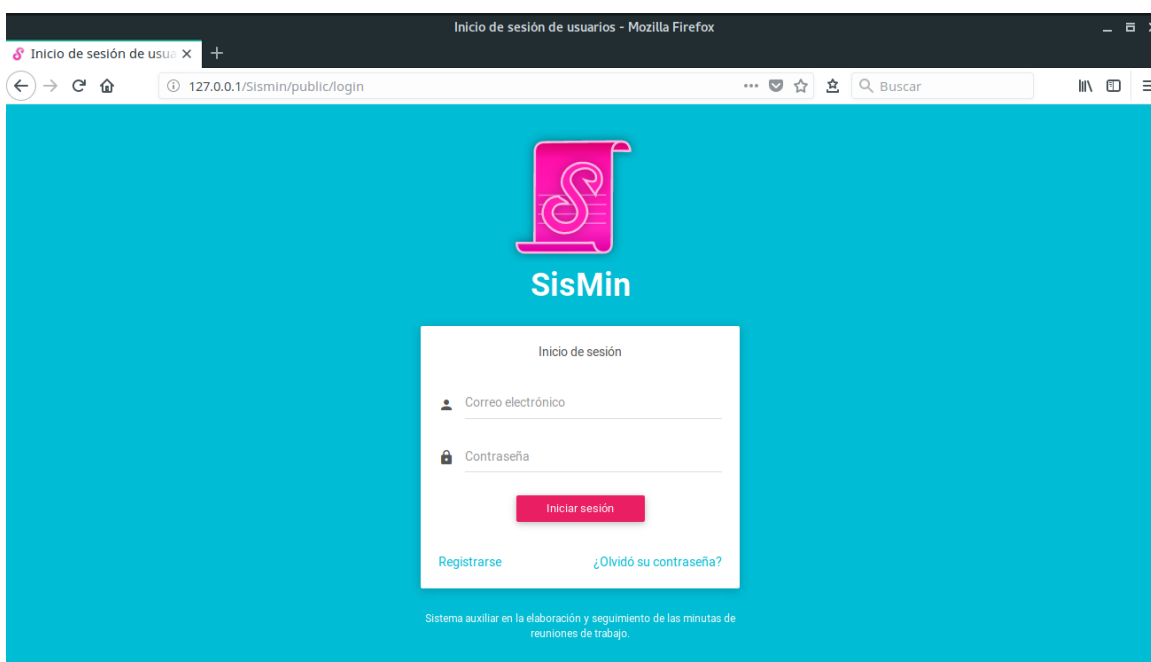 Inicio de sesión de usuarios - Mozilla Firefox
Inicio de sesión de usua
127.0.0.1/Sismin/public/login
Buscar
SisMin
Inicio de sesión
Correo electrónico
Contraseña
Iniciar sesión
Registrarse ¿Olvidó su contraseña?
Sistema auxiliar en la elaboración y seguimiento de las minutas de
reuniones de trabajo.